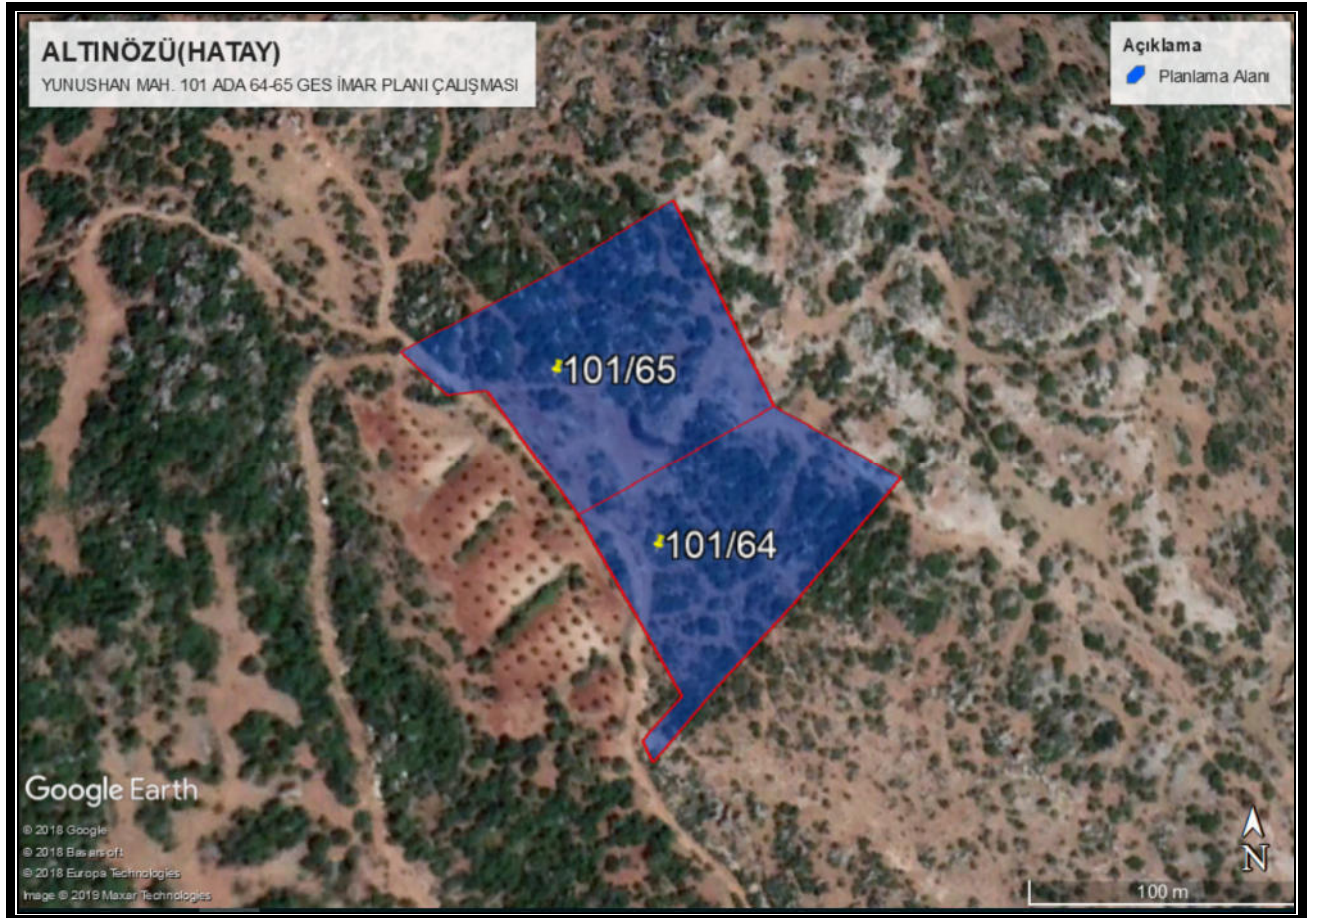 ALTINÖZÜ(HATAY)
YUNUSHAN MAH. 101 ADA 64-65 GES İMAR PLANI ÇALIŞMASI
Açıklama
Planlama Alanı
101/65
101/64
Google Earth
© 2018 Google
© 2018 Basarsoft
© 2018 Europa Technologies
Image © 2019 Maxar Technologies
N
100 m